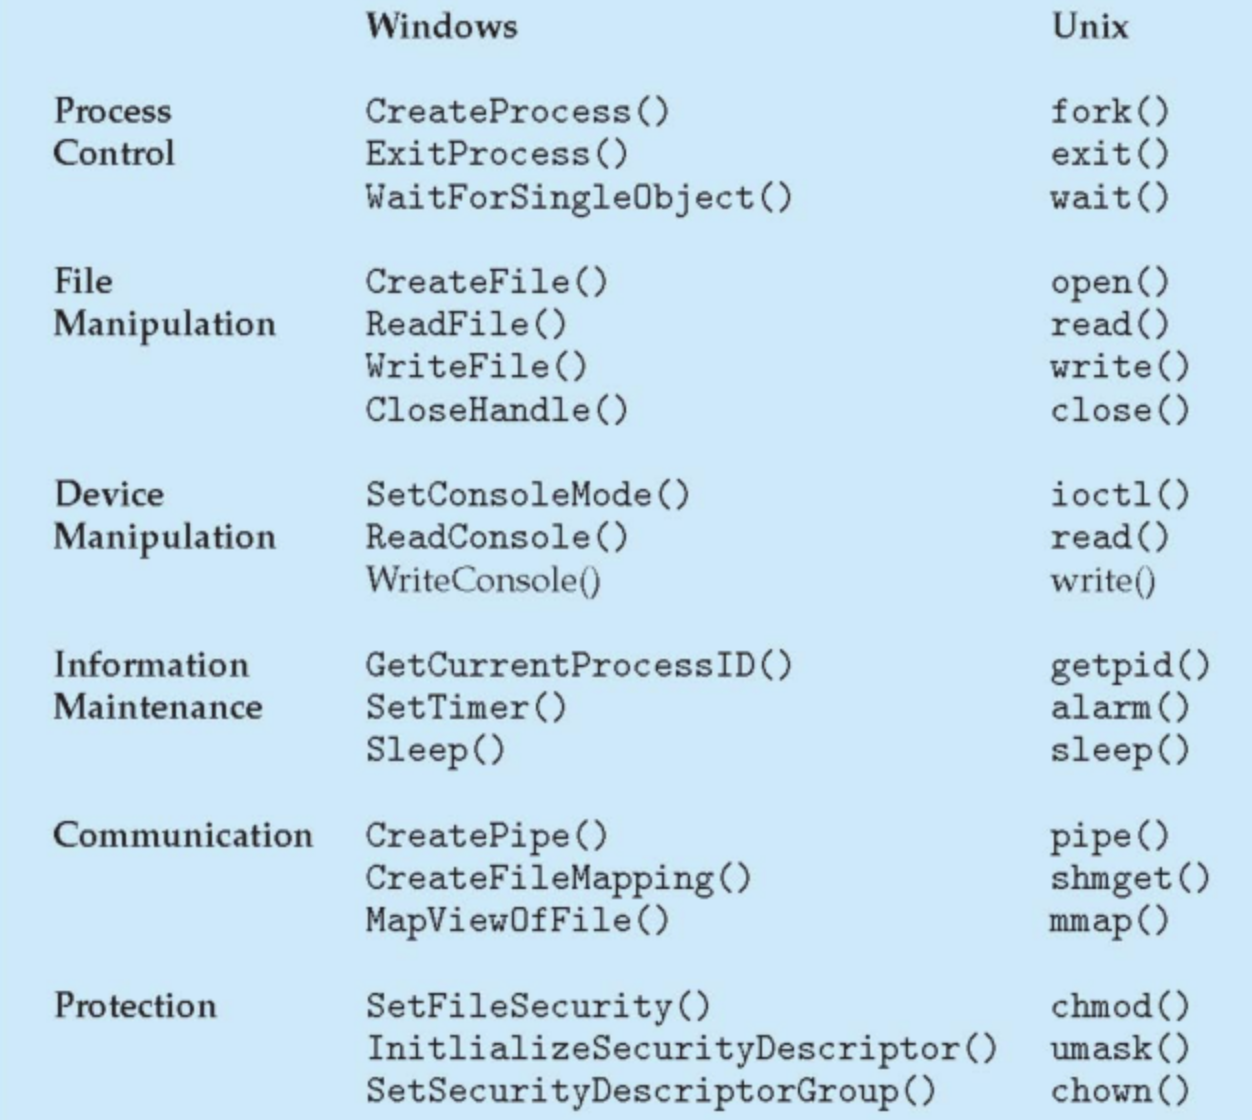 Windows Unix
Process CreateProcess() fork()
Control ExitProcess() exit()
WaitForSingleObject() wait()
File CreateFile() open()
Manipulation ReadFile() read()
WriteFile() write()
CloseHandle() close()
Device SetConsoleMode() ioctl()
Manipulation ReadConsole() read()
WriteConsole() write()
Information GetCurrentProcessID() getpid()
Maintenance SetTimer() alarm()
Sleep() sleep()
Communication CreatePipe() pipe()
CreateFileMapping() shmget()
MapViewOfFile() mmap()
Protection SetFileSecurity() chmod()
InitlializeSecurityDescriptor() umask()
SetSecurityDescriptorGroup() chown()